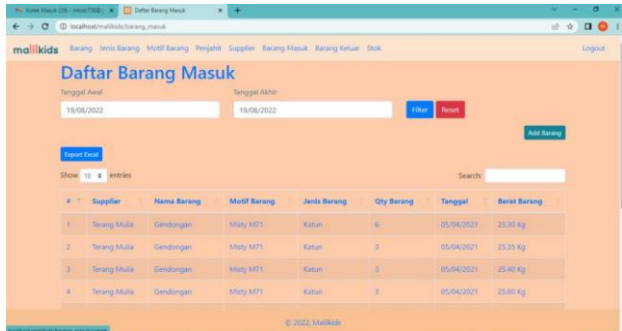 Daftar Barang Masuk
localhost/malilkids/barang_masuk
malilkids Barang Jenis Barang Motif Barang Penjahit Supplier Barang Masuk Barang Keluar Stok Logout
Daftar Barang Masuk
Tanggal Awal Tanggal Akhir
19/08/2022 19/08/2022 Filter Reset
Add Barang
Export Excel
Show 10 entries Search:
# Supplier Nama Barang Motif Barang Jenis Barang Qty Barang Tanggal Berat Barang
1 Terang Mulia Gendongan Misty M71 Katun 6 05/04/2021 25.30 Kg
2 Terang Mulia Gendongan Misty M71 Katun 3 05/04/2021 25.35 Kg
3 Terang Mulia Gendongan Misty M71 Katun 3 05/04/2021 25.40 Kg
4 Terang Mulia Gendongan Misty M71 Katun 3 05/04/2021 25.60 Kg
© 2022, Malilkids